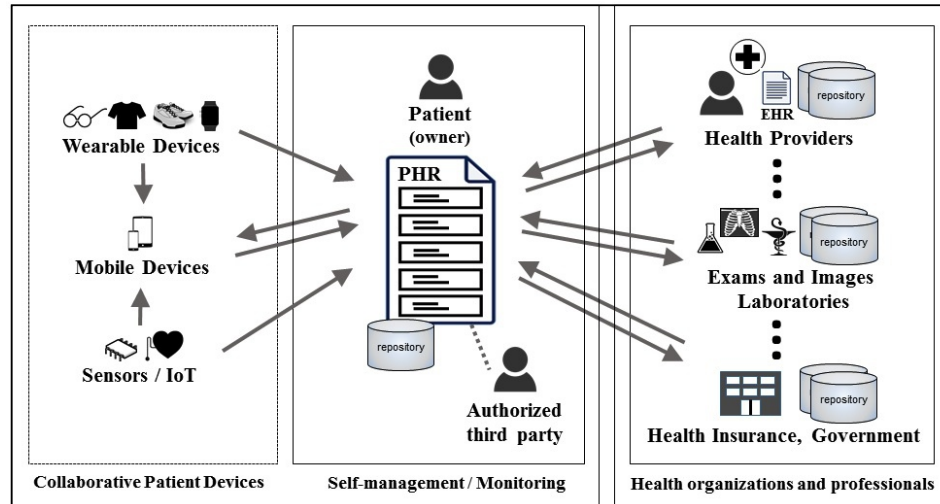 Wearable Devices
Mobile Devices
Sensors / IoT
Collaborative Patient Devices
Patient
(owner)
PHR
repository
Authorized
third party
Self-management / Monitoring
EHR
repository
Health Providers
repository
Exams and Images
Laboratories
repository
Health Insurance, Government
Health organizations and professionals